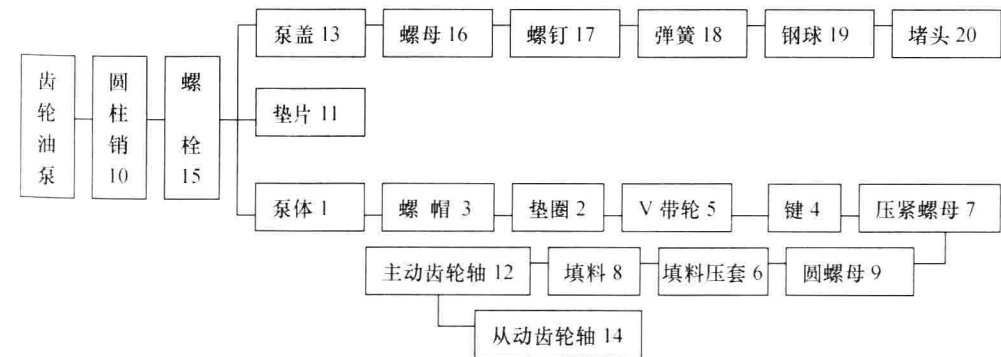 齿轮油泵
圆柱销10
螺栓15
泵盖13
螺母16
螺钉17
弹簧18
钢球19
堵头20
垫片11
泵体1
螺帽3
垫圈2
V带轮5
键4
压紧螺母7
主动齿轮轴12
填料8
填料压套6
圆螺母9
从动齿轮轴14